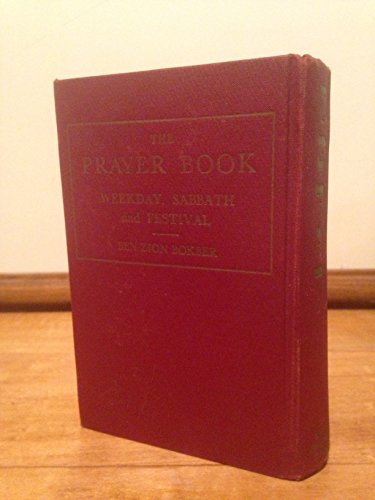 THE
PRAYER BOOK
WEEKDAY, SABBATH
and FESTIVAL
BEN ZION BOKSER